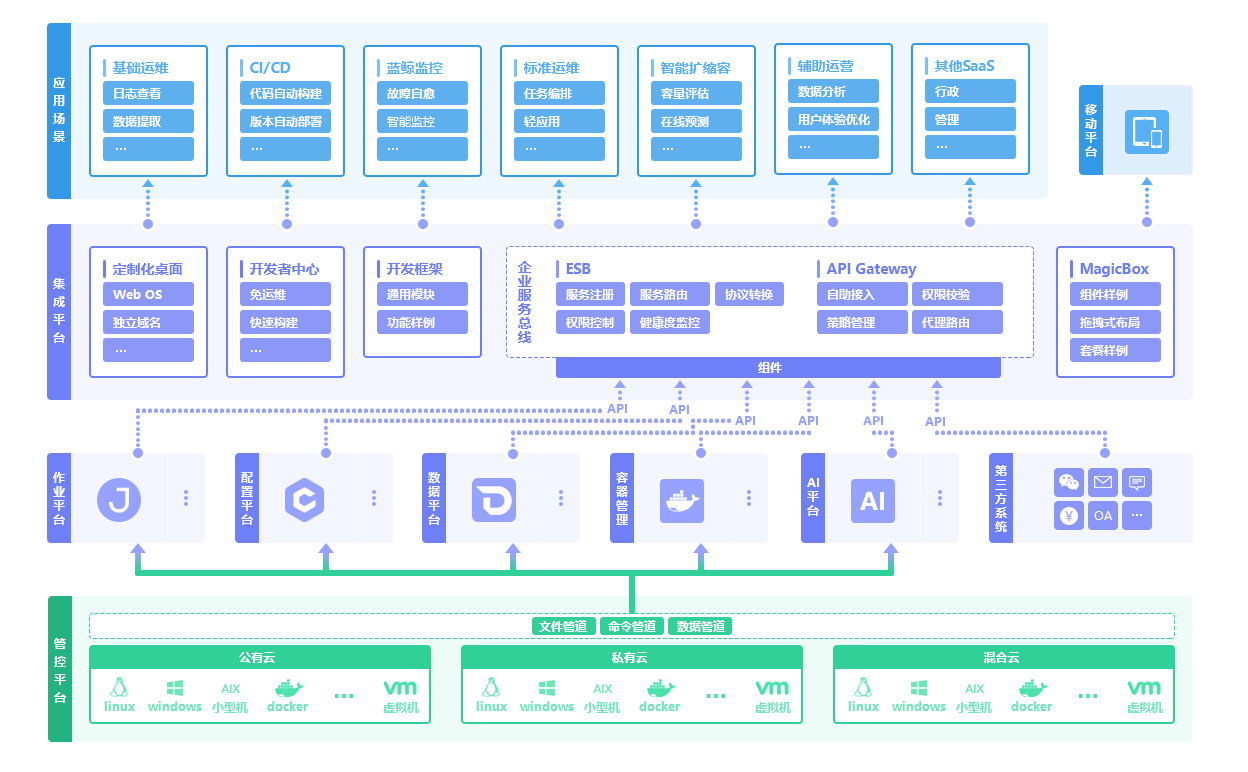 应用场景
基础运维
日志查看
数据提取
...
CI/CD
代码自动构建
版本自动部署
...
蓝鲸监控
故障自愈
智能监控
...
标准运维
任务编排
轻应用
...
智能扩缩容
容量评估
在线预测
...
辅助运营
数据分析
用户体验优化
...
其他SaaS
行政
管理
...
移动平台
集成平台
定制化桌面
Web OS
独立域名
...
开发者中心
免运维
快速构建
...
开发框架
通用模块
功能样例
企业服务总线
ESB
服务注册
服务路由
协议转换
权限控制
健康度监控
API Gateway
自助接入
权限校验
策略管理
代理路由
组件
MagicBox
组件样例
拖拽式布局
套餐样例
API
API
API
API
API
API
作业平台
J
配置平台
C
数据平台
D
容器管理
AI平台
AI
第三方系统
¥
OA
...
管控平台
文件管道
命令管道
数据管道
公有云
linux
windows
AIX
小型机
docker
...
vm
虚拟机
私有云
linux
windows
AIX
小型机
docker
...
vm
虚拟机
混合云
linux
windows
AIX
小型机
docker
...
vm
虚拟机